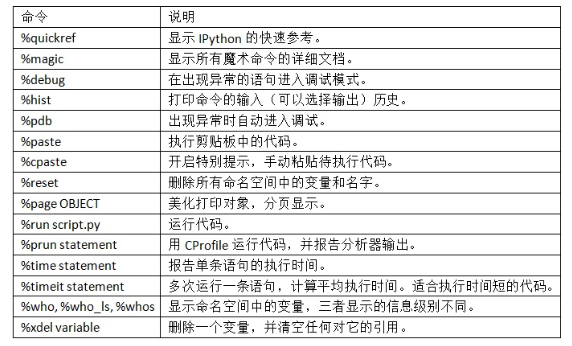 命令 说明
%quickref 显示 IPython 的快速参考。
%magic 显示所有魔术命令的详细文档。
%debug 在出现异常的语句进入调试模式。
%hist 打印命令的输入（可以选择输出）历史。
%pdb 出现异常时自动进入调试。
%paste 执行剪贴板中的代码。
%cpaste 开启特别提示，手动粘贴待执行代码。
%reset 删除所有命名空间中的变量和名字。
%page OBJECT 美化打印对象，分页显示。
%run script.py 运行代码。
%prun statement 用 CProfile 运行代码，并报告分析器输出。
%time statement 报告单条语句的执行时间。
%timeit statement 多次运行一条语句，计算平均执行时间。适合执行时间短的代码。
%who, %who_ls, %whos 显示命名空间中的变量，三者显示的信息级别不同。
%xdel variable 删除一个变量，并清空任何对它的引用。